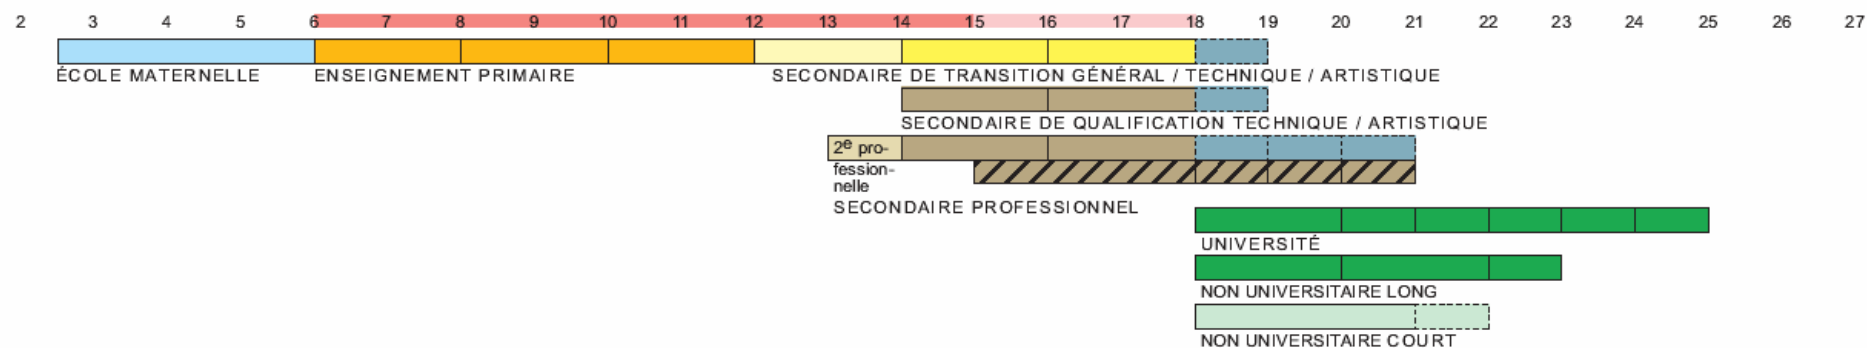 2 3 4 5 6 7 8 9 10 11 12 13 14 15 16 17 18 19 20 21 22 23 24 25 26 27
ÉCOLE MATERNELLE ENSEIGNEMENT PRIMAIRE SECONDAIRE DE TRANSITION GÉNÉRAL / TECHNIQUE / ARTISTIQUE
SECONDAIRE DE QUALIFICATION TECHNIQUE / ARTISTIQUE
2e pro-
fession-
nelle
SECONDAIRE PROFESSIONNEL
UNIVERSITÉ
NON UNIVERSITAIRE LONG
NON UNIVERSITAIRE COURT